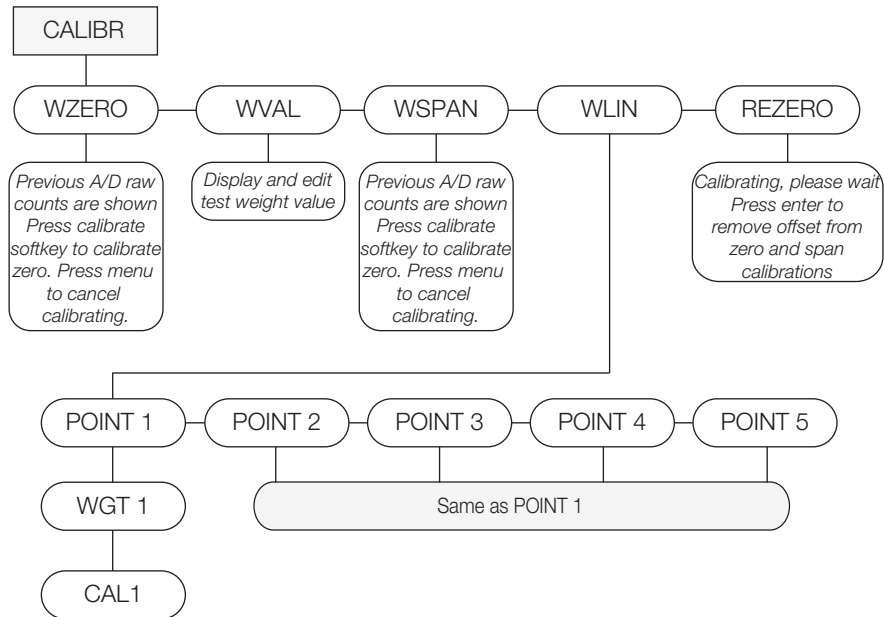 CALIBR
WZERO
WVAL
WSPAN
WLIN
REZERO
Previous A/D raw
counts are shown
Press calibrate
softkey to calibrate
zero. Press menu
to cancel
calibrating.
Display and edit
test weight value
Previous A/D raw
counts are shown
Press calibrate
softkey to calibrate
zero. Press menu
to cancel
calibrating.
Calibrating, please wait
Press enter to
remove offset from
zero and span
calibrations
POINT 1
POINT 2
POINT 3
POINT 4
POINT 5
WGT 1
Same as POINT 1
CAL1